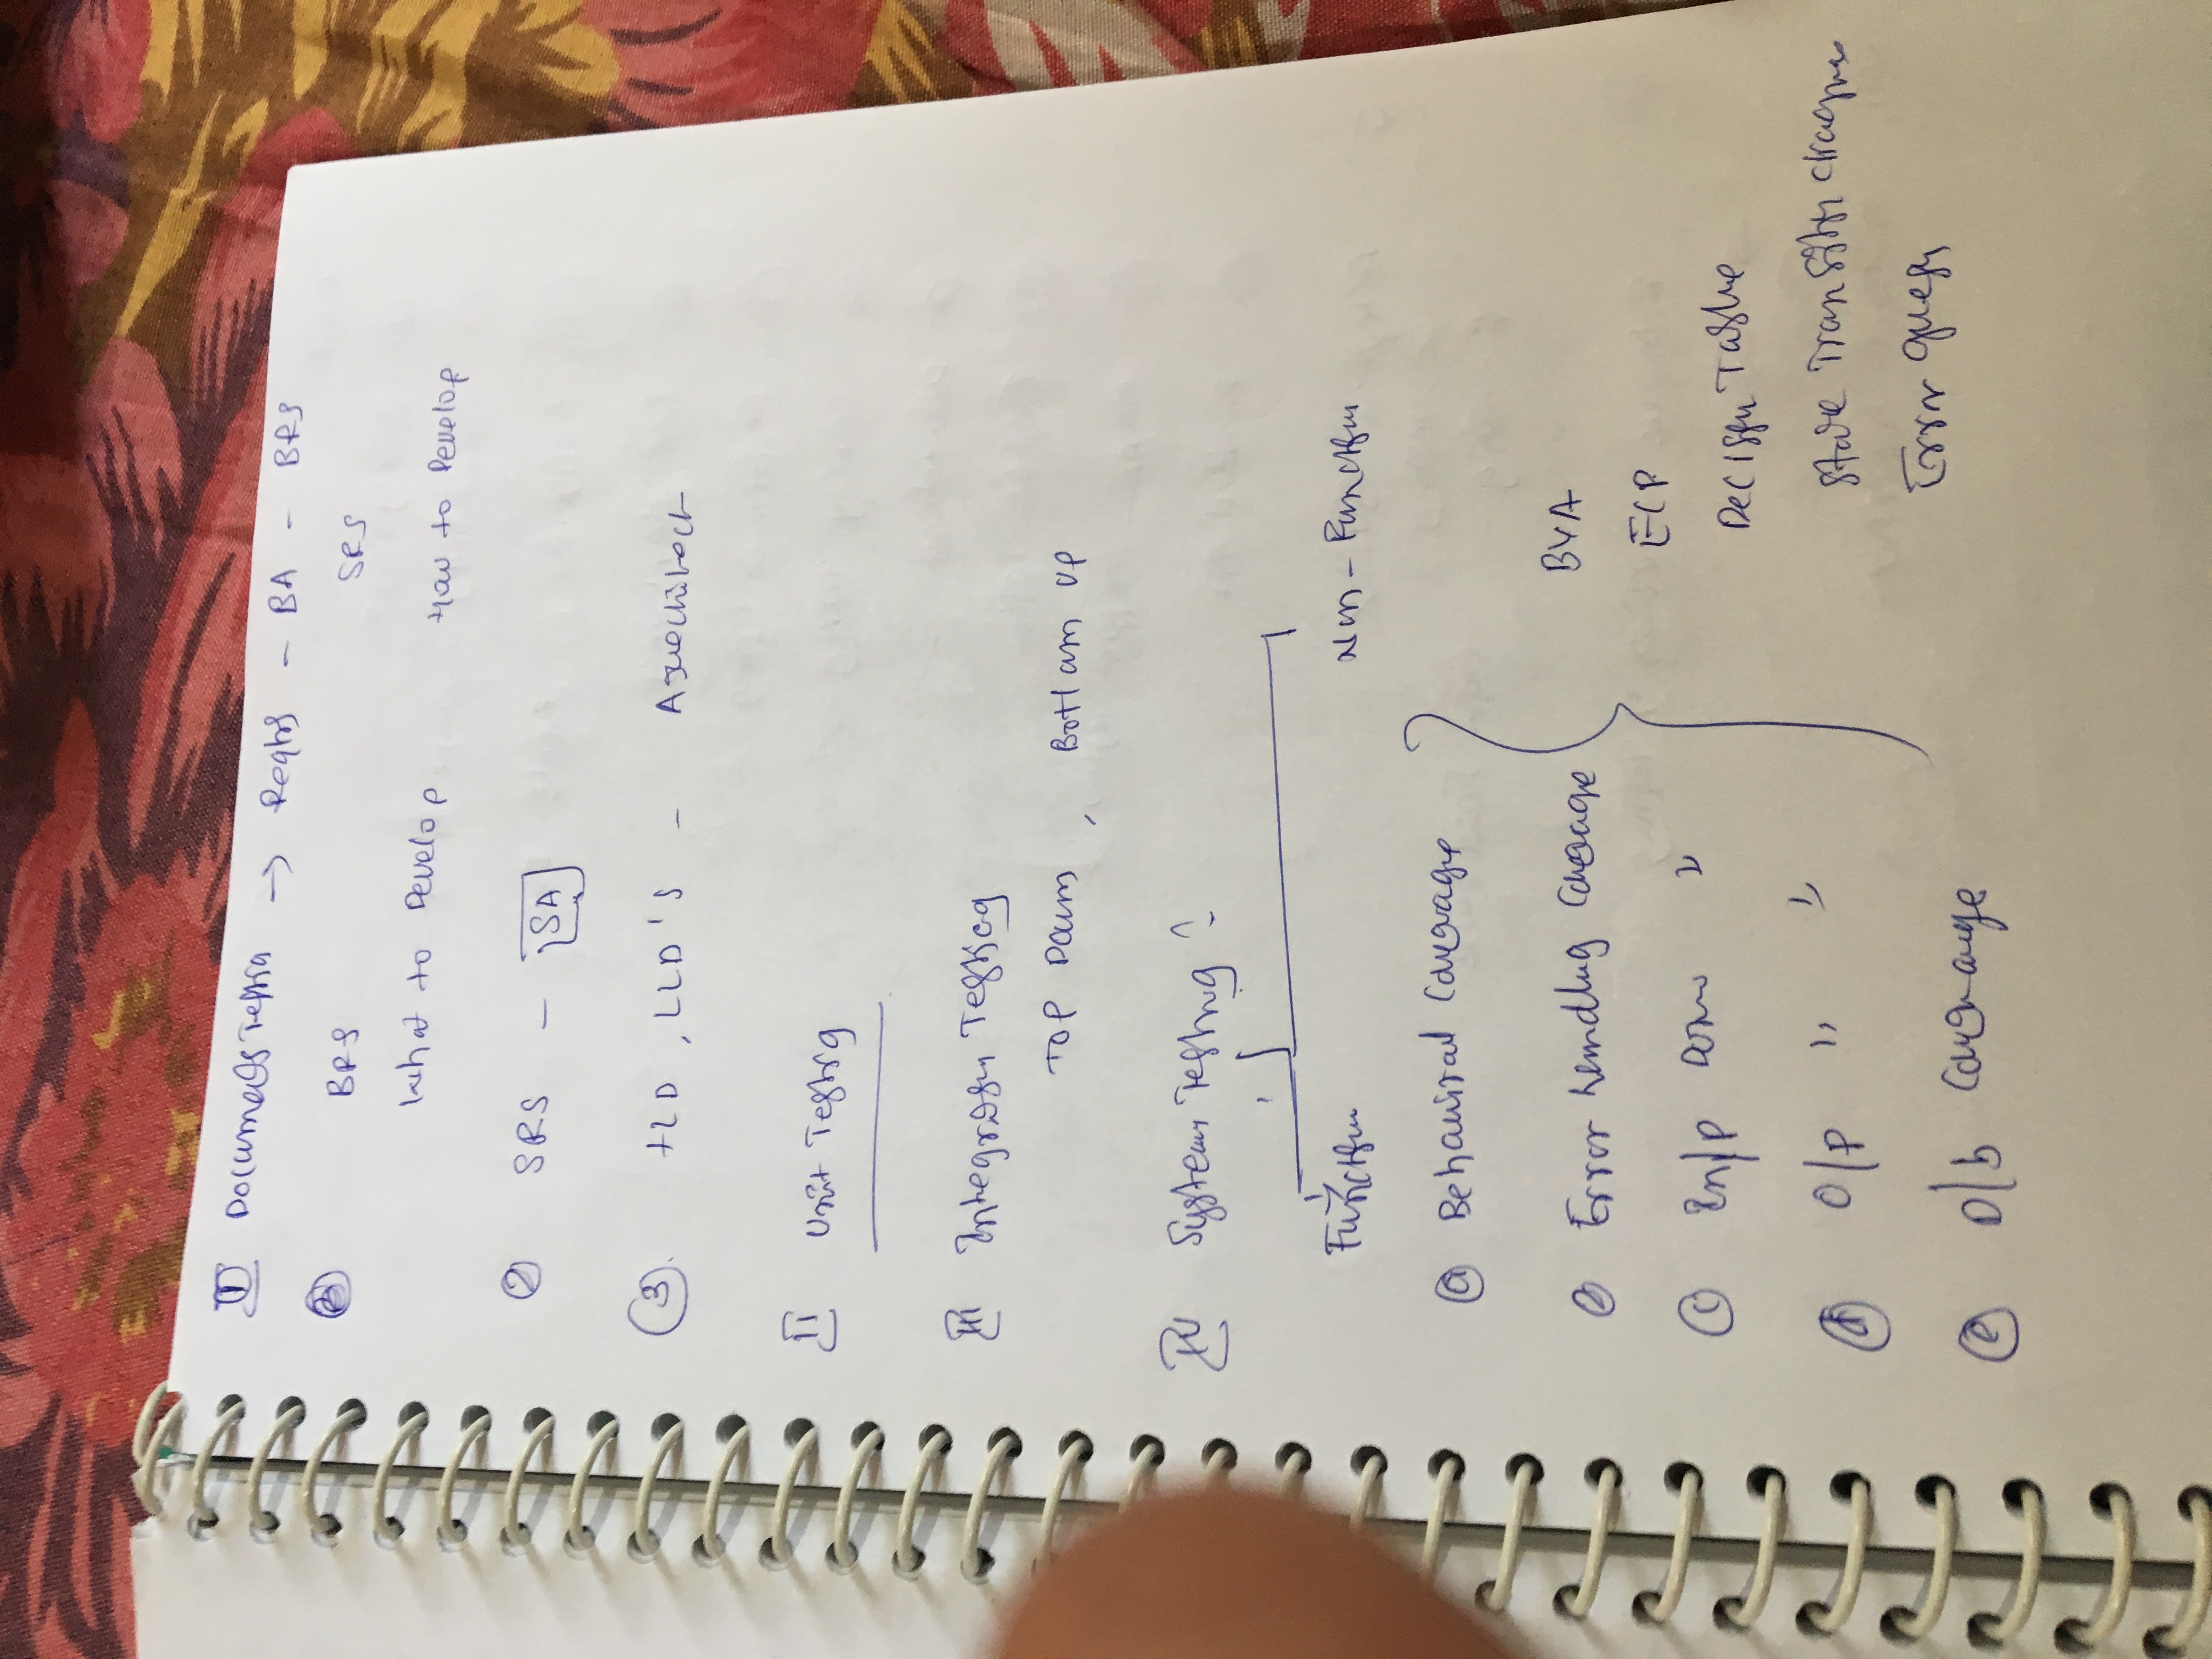 I Documents Testing → Reqts - BA - BRS
BRS SRS
What to Develop How to Develop
② SRS - SA
③. HLD, LLD's - Architect
II Unit Testing
III Integration Testing
Top Down, Bottom up
IV System Testing :
Function Non-Function
ⓐ Behavioral Coverage
Error handling Coverage
BVA
ECP
ⓒ In/p "
Decision Table
ⓓ O/p " "
State Transition diagram
Error guess
ⓔ D/b Coverage